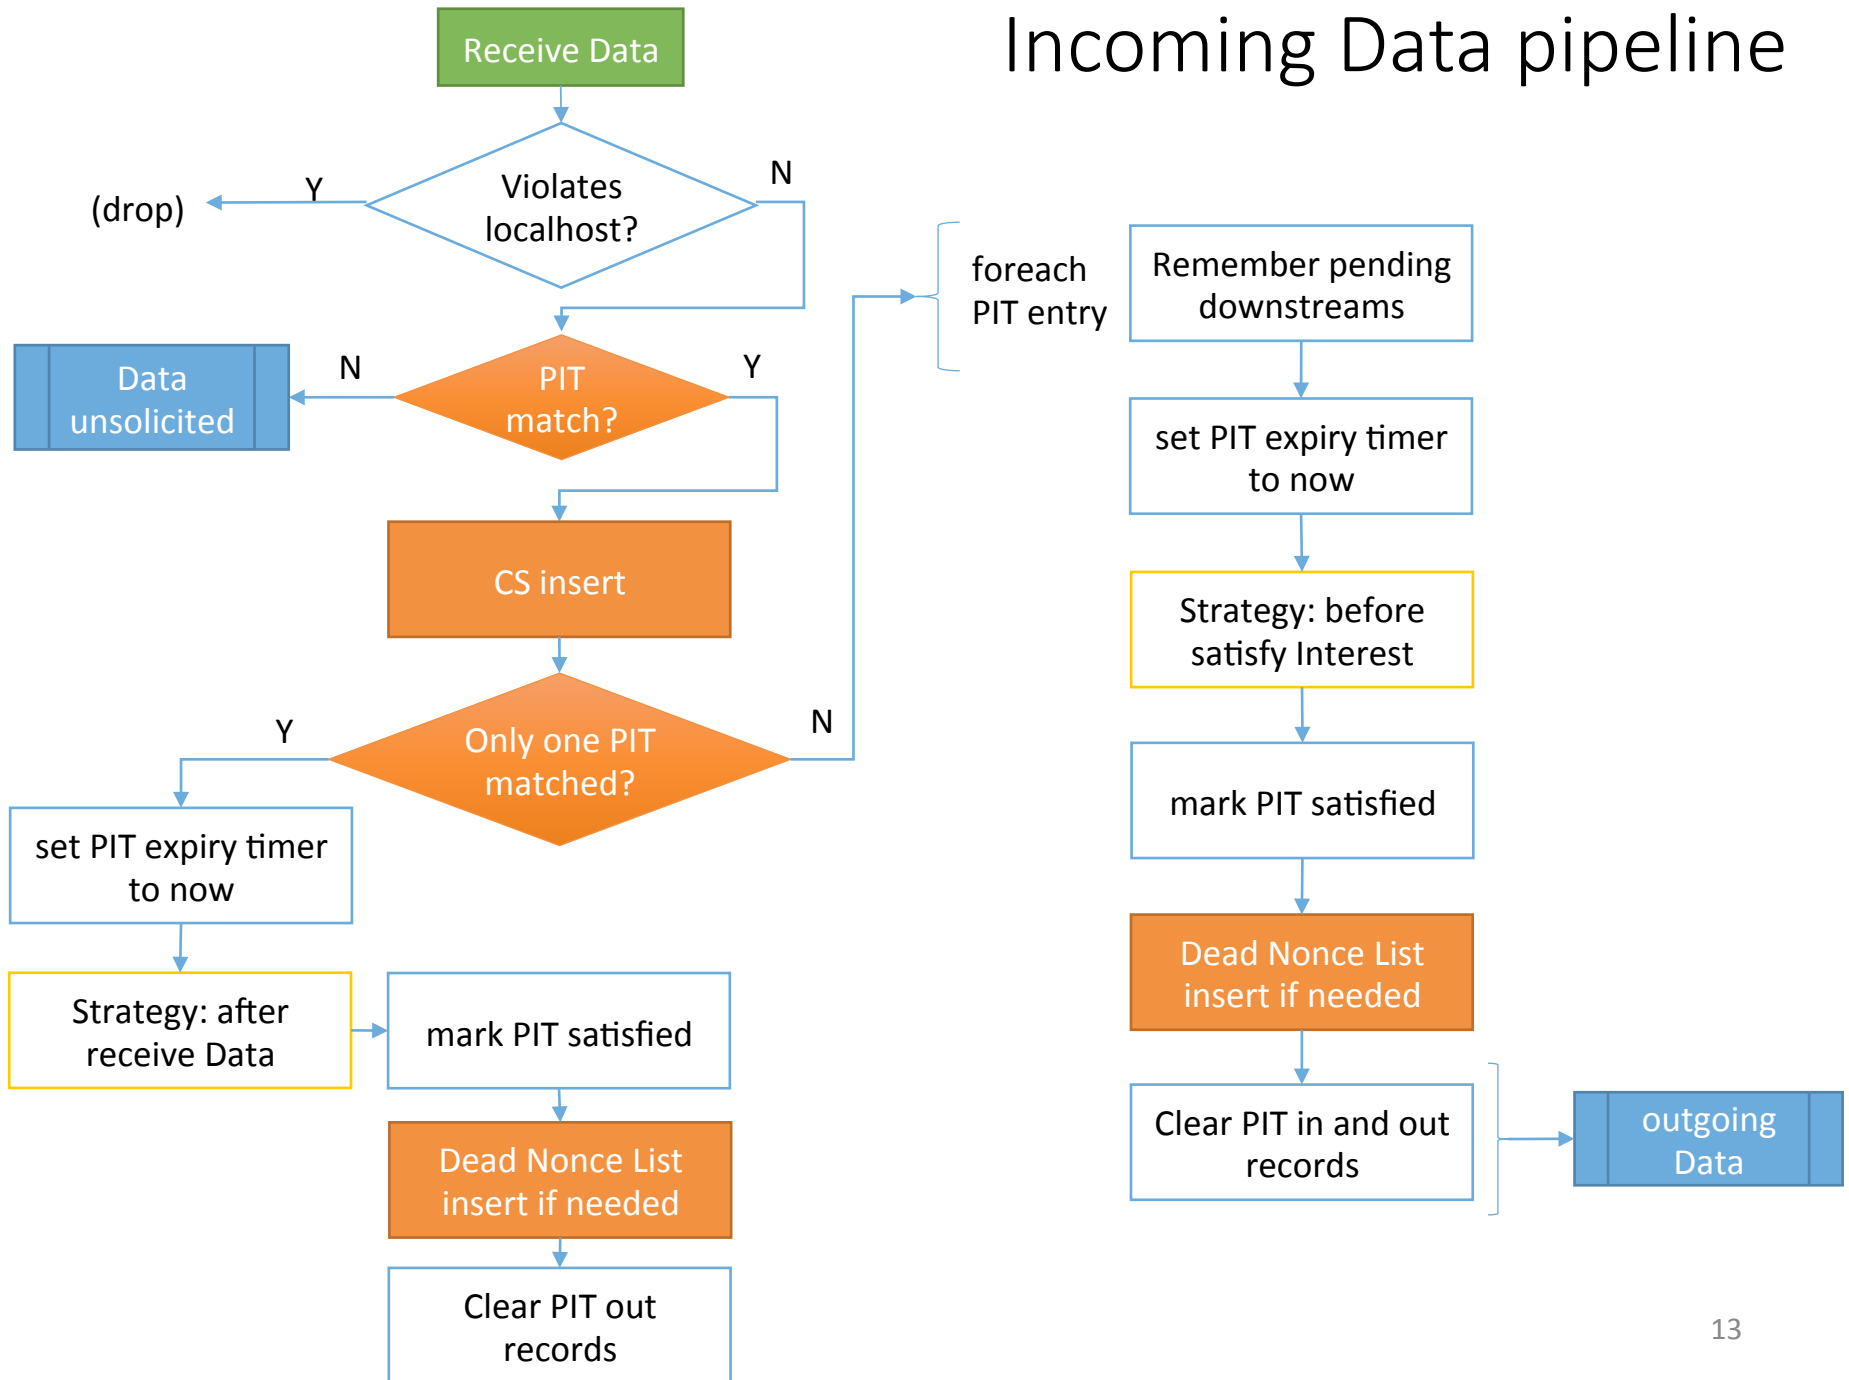 Incoming Data pipeline
Receive Data
Violates
localhost?
Y
(drop)
N
PIT
match?
N
Data
unsolicited
Y
CS insert
Only one PIT
matched?
Y
N
set PIT expiry timer
to now
Strategy: after
receive Data
mark PIT satisfied
Dead Nonce List
insert if needed
Clear PIT out
records
foreach
PIT entry
Remember pending
downstreams
set PIT expiry timer
to now
Strategy: before
satisfy Interest
mark PIT satisfied
Dead Nonce List
insert if needed
Clear PIT in and out
records
outgoing
Data
13